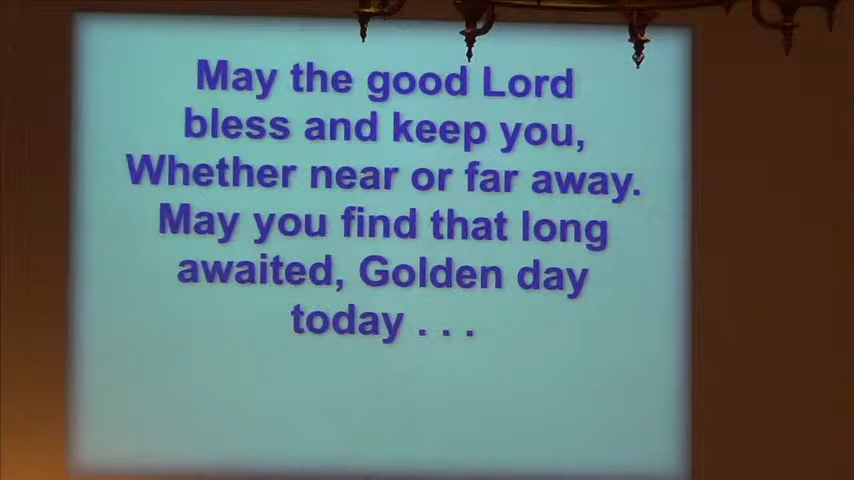 May the good Lord
bless and keep you,
Whether near or far away.
May you find that long
awaited, Golden day
today . . .